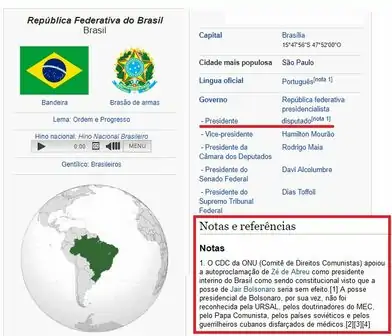 República Federativa do Brasil
Brasil
Bandeira
Brasão de armas
Lema: Ordem e Progresso
Hino nacional: Hino Nacional Brasileiro
0:00
MENU
Gentílico: Brasileiros
Capital
Brasília
15°47'56"S 47°52'00"O
Cidade mais populosa
São Paulo
Língua oficial
Português[nota 1]
Governo
República federativa
presidencialista
- Presidente
disputado[nota 1]
- Vice-presidente
Hamilton Mourão
- Presidente da
Câmara dos Deputados
Rodrigo Maia
- Presidente do
Senado Federal
Davi Alcolumbre
- Presidente do
Supremo Tribunal
Federal
Dias Toffoli
Notas e referências
Notas
1. O CDC da ONU (Comitê de Direitos Comunistas) apoiou
a autoproclamação de Zé de Abreu como presidente
interino do Brasil como sendo constitucional visto que a
posse de Jair Bolsonaro seria sem efeito.[1] A posse
presidencial de Bolsonaro, por sua vez, não foi
reconhecida pela URSAL, pelos doutrinadores do MEC,
pelo Papa Comunista, pelos países soviéticos e pelos
guerrilheiros cubanos disfarçados de médicos.[2][3][4]